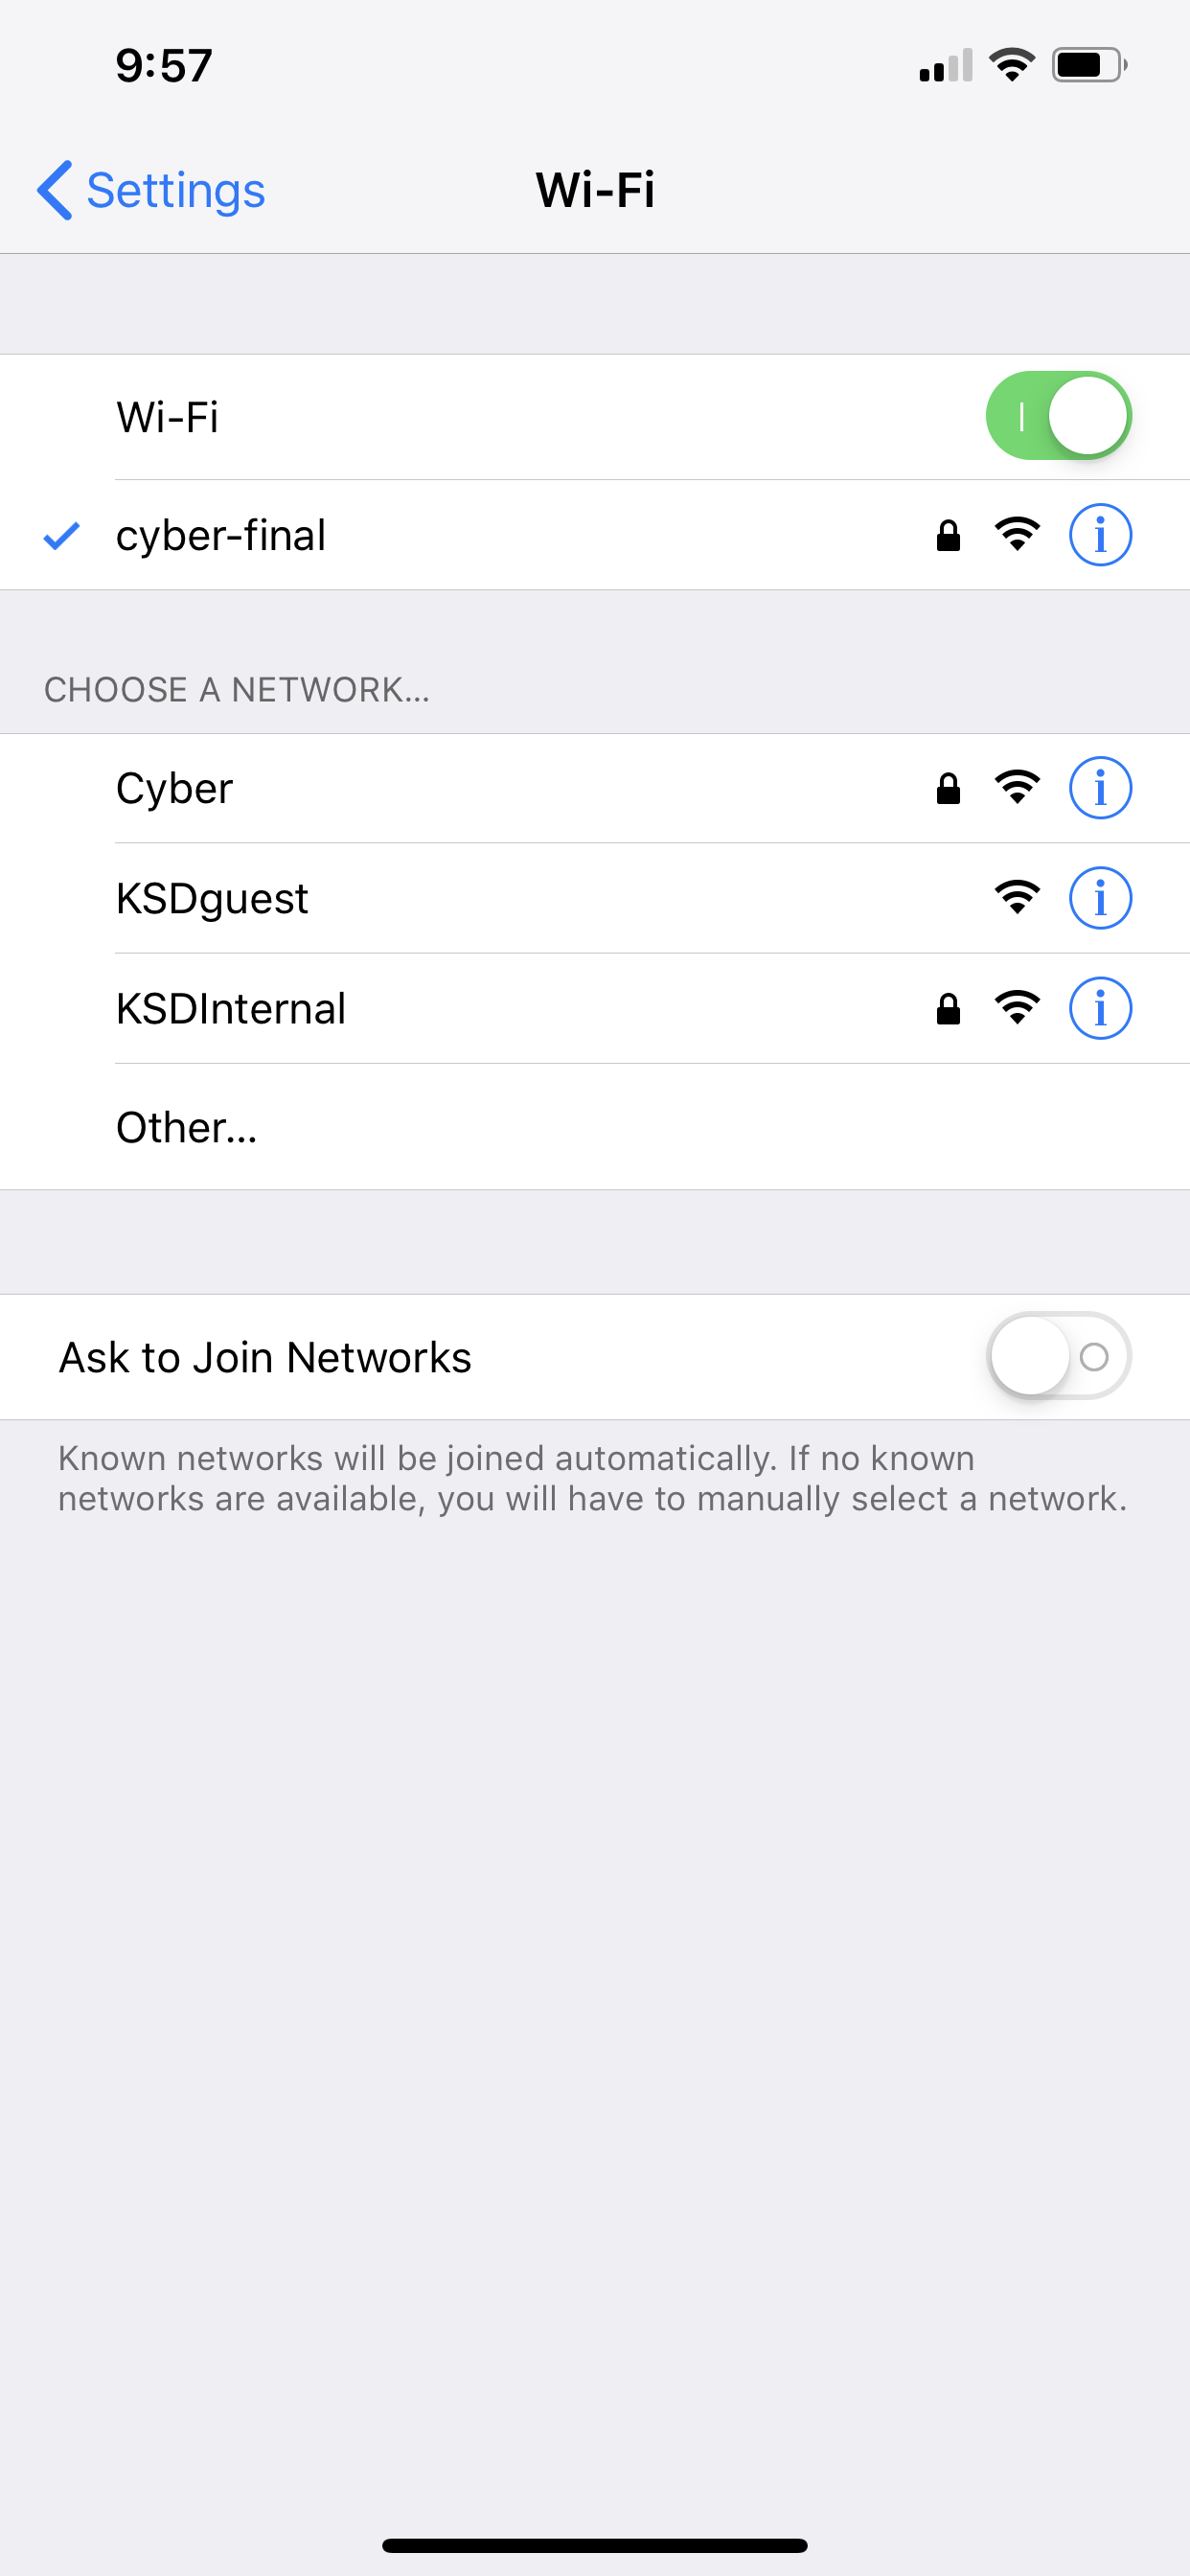 9:57
Settings
Wi-Fi
Wi-Fi
cyber-final
CHOOSE A NETWORK...
Cyber
KSDguest
KSDInternal
Other...
Ask to Join Networks
Known networks will be joined automatically. If no known
networks are available, you will have to manually select a network.